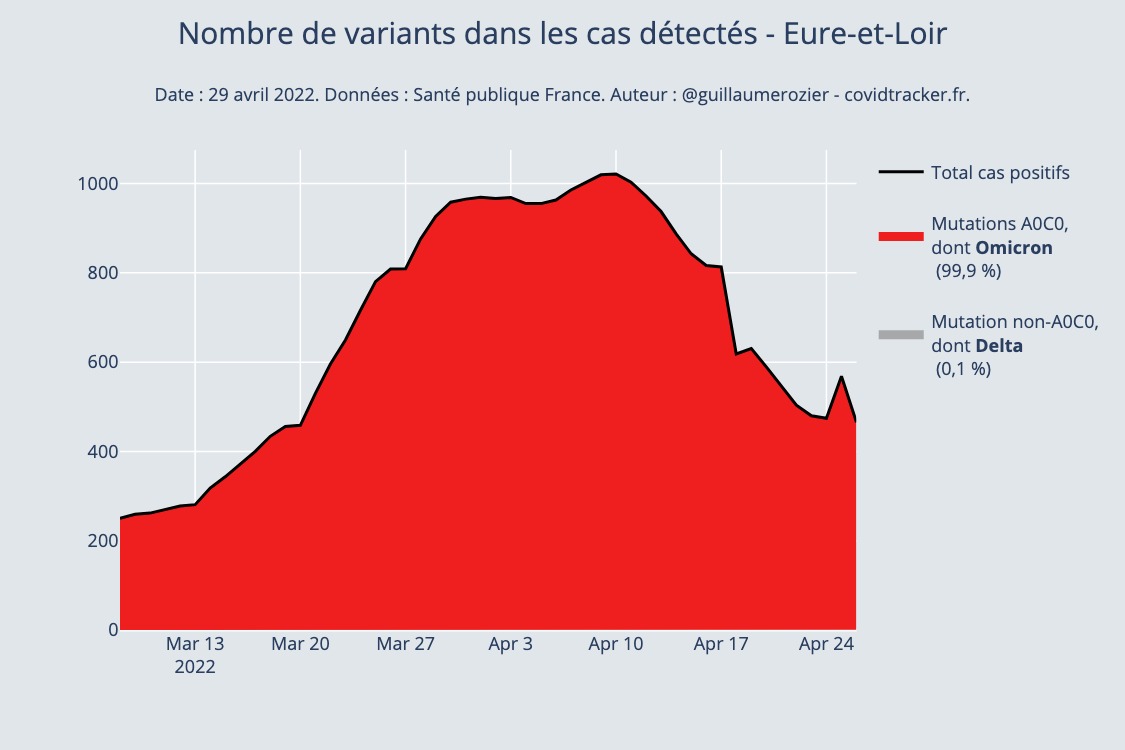 Nombre de variants dans les cas détectés - Eure-et-Loir
Date : 29 avril 2022. Données : Santé publique France. Auteur : @guillaumerozier - covidtracker.fr.
1000
800
600
400
200
0
Mar 13
2022
Mar 20
Mar 27
Apr 3
Apr 10
Apr 17
Apr 24
Total cas positifs
Mutations A0C0,
dont Omicron
(99,9 %)
Mutation non-A0C0,
dont Delta
(0,1 %)